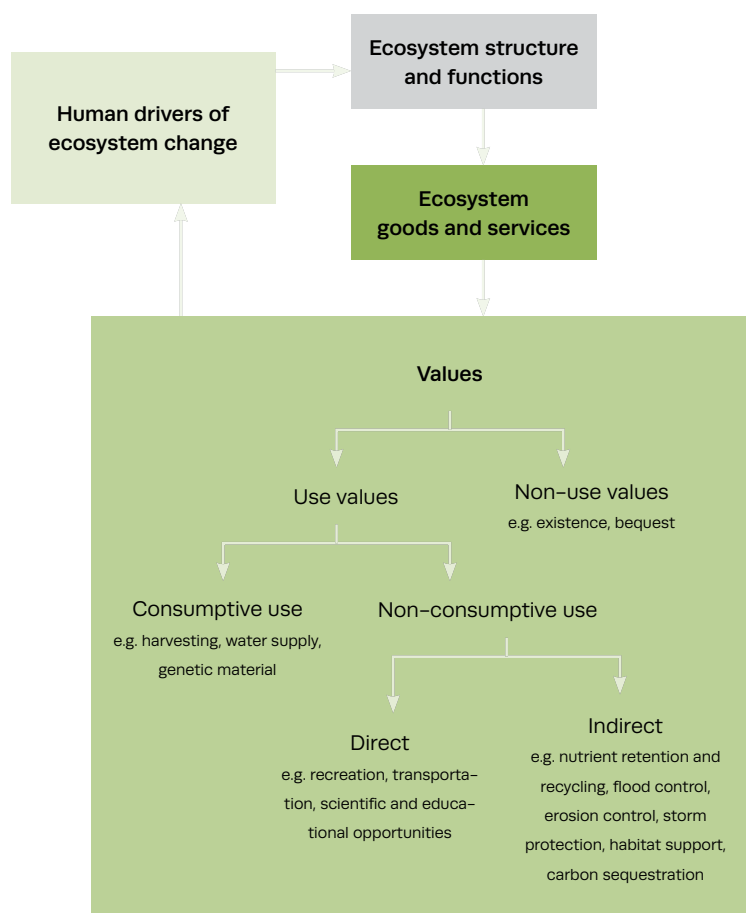 Ecosystem structure
and functions
Human drivers of
ecosystem change
Ecosystem
goods and services
Values
Use values
Non-use values
e.g. existence, bequest
Consumptive use
e.g. harvesting, water supply,
genetic material
Non-consumptive use
Direct
e.g. recreation, transporta-
tion, scientific and educa-
tional opportunities
Indirect
e.g. nutrient retention and
recycling, flood control,
erosion control, storm
protection, habitat support,
carbon sequestration